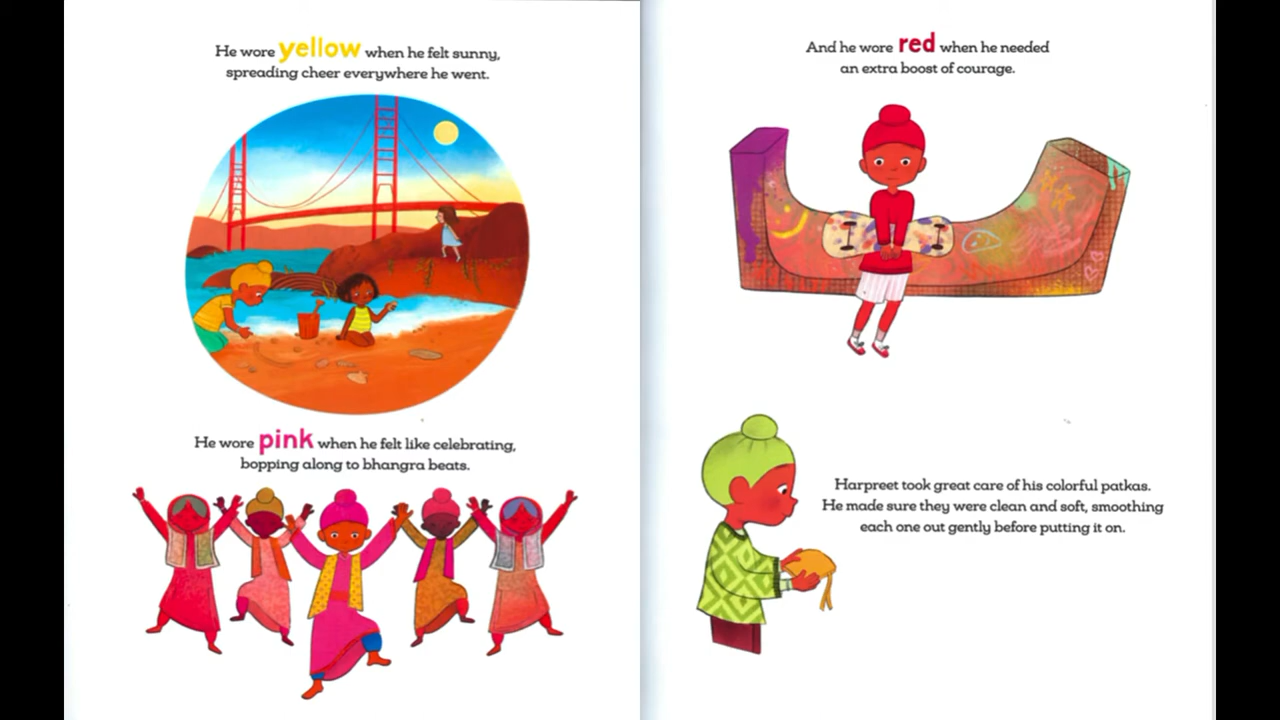 He wore yellow when he felt sunny,
spreading cheer everywhere he went.
He wore pink when he felt like celebrating,
bopping along to bhangra beats.
And he wore red when he needed
an extra boost of courage.
Harpreet took great care of his colorful patkas.
He made sure they were clean and soft, smoothing
each one out gently before putting it on.